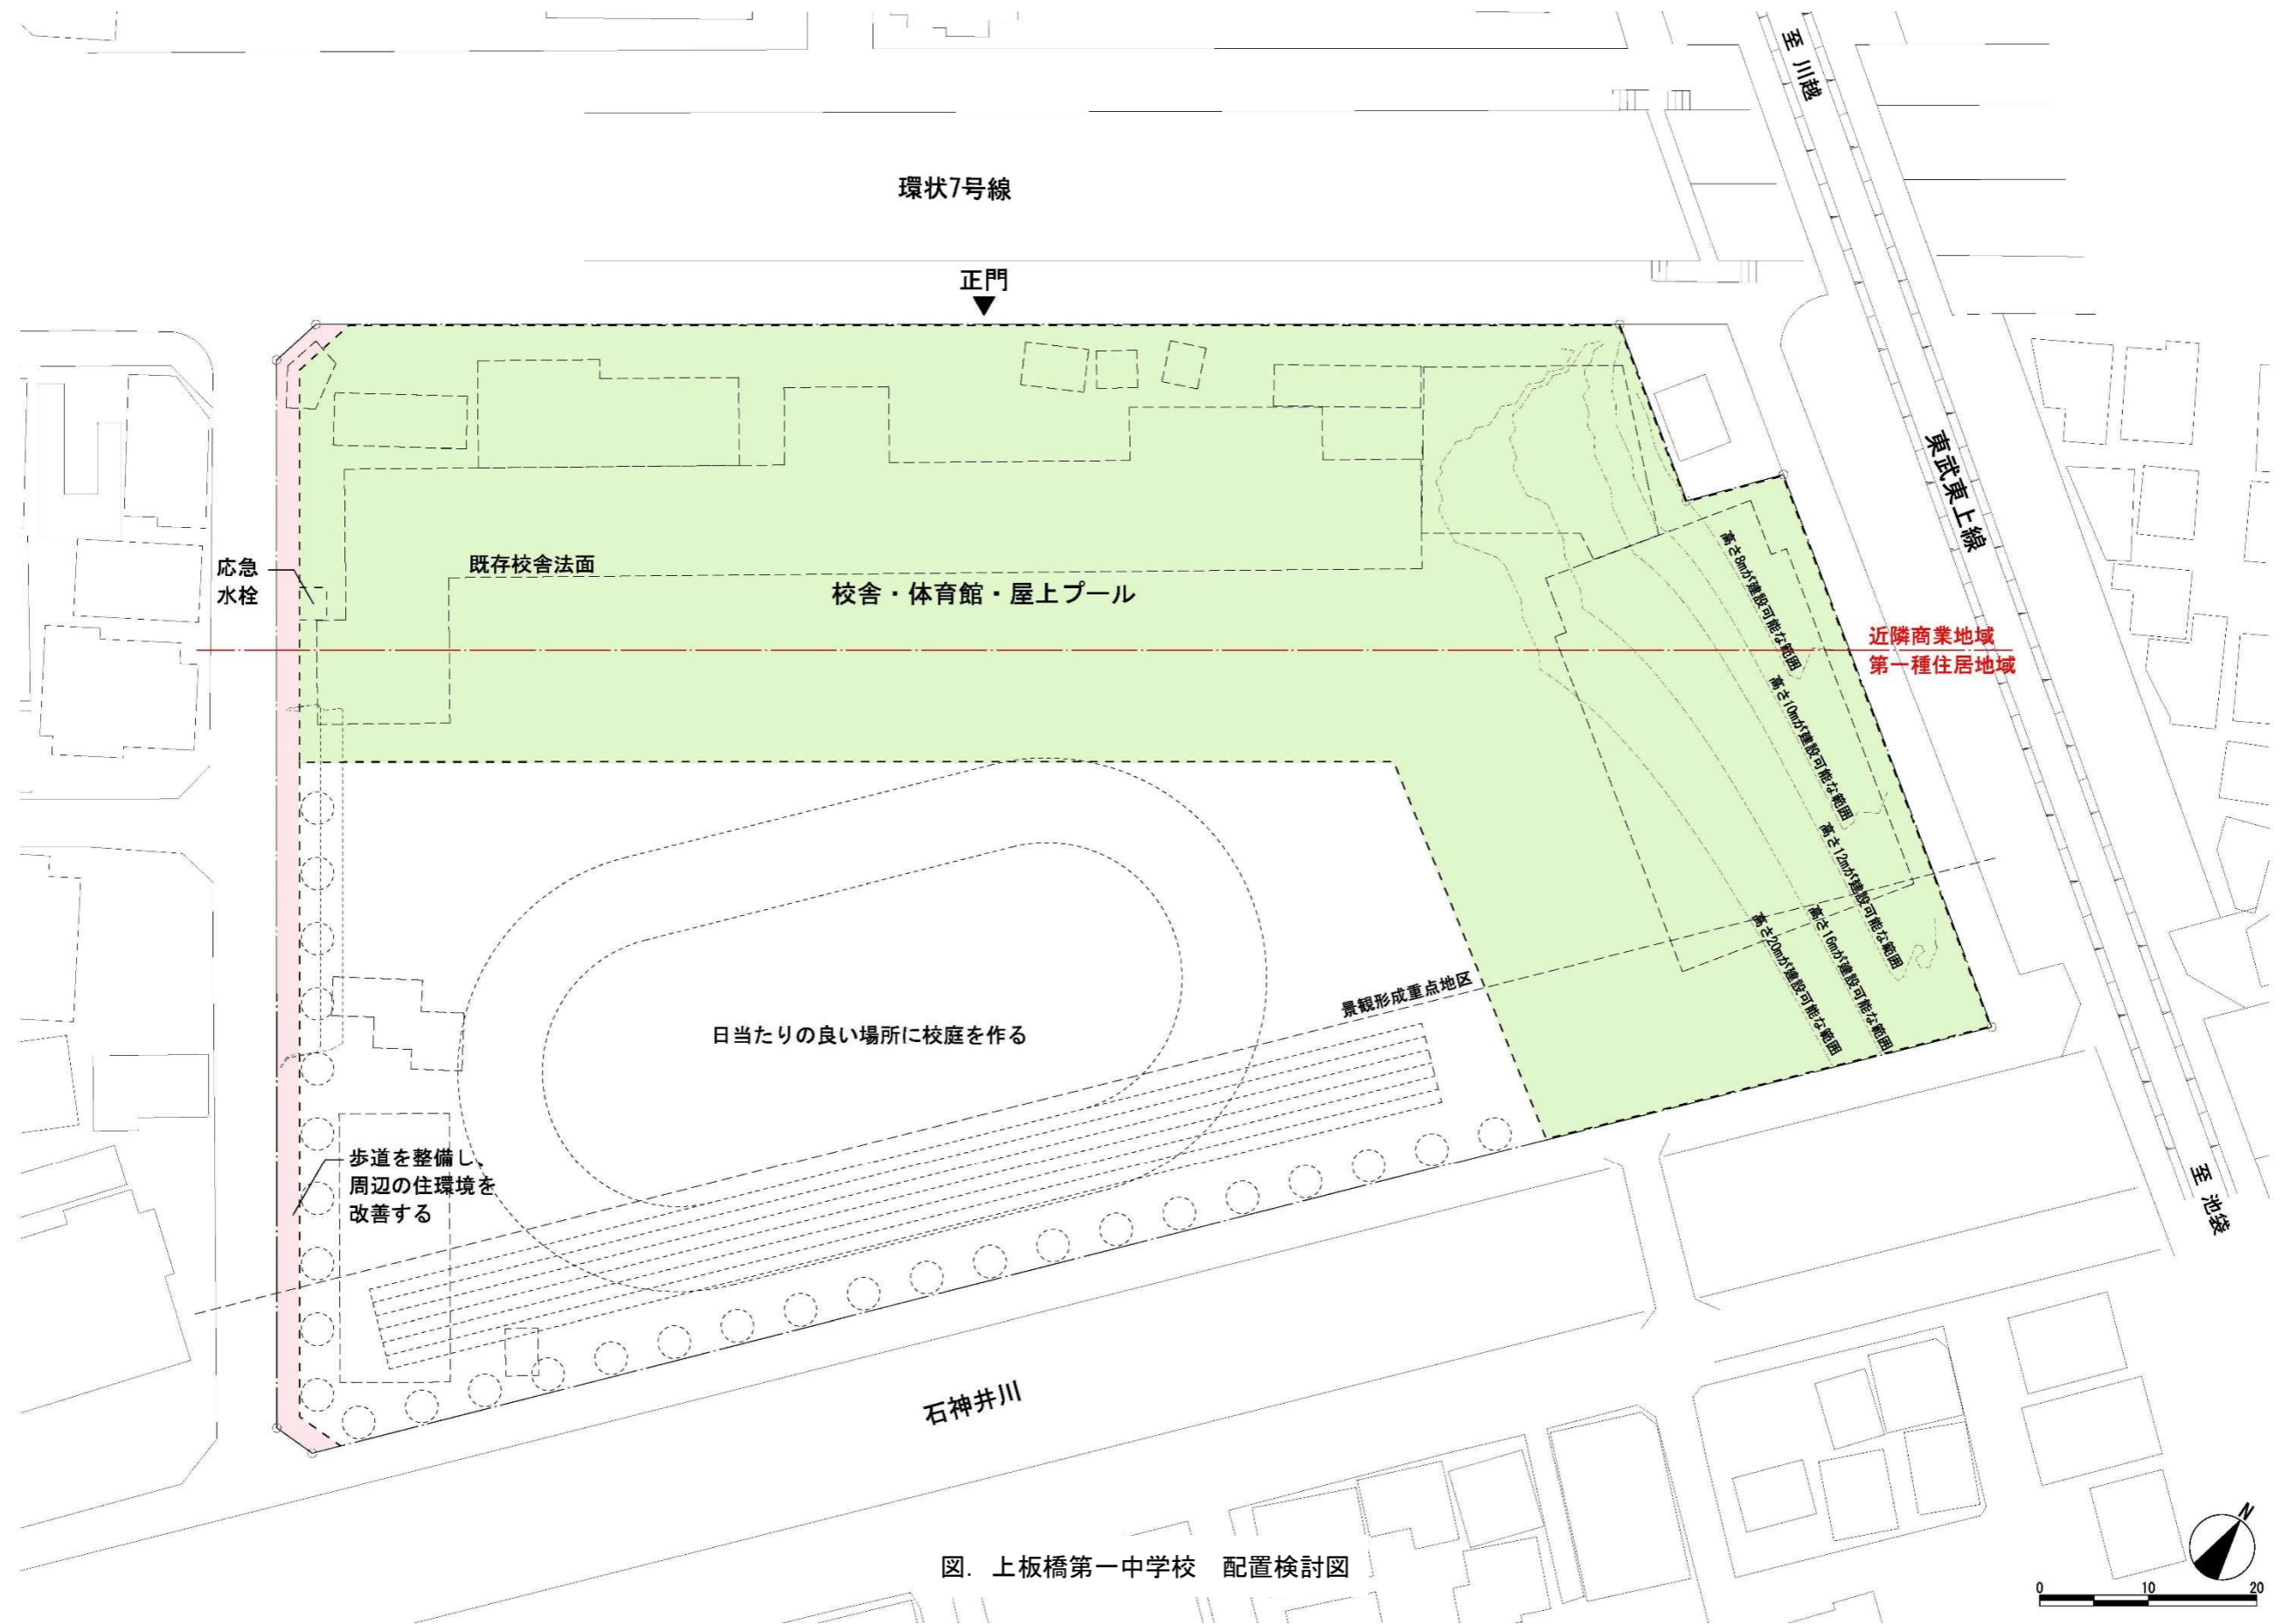 至 川越
環状7号線
正門
東武東上線
高さ8mが建設可能な範囲
応急
水栓
既存校舎法面
校舎・体育館・屋上プール
近隣商業地域
第一種住居地域
高さ10mが建設可能な範囲
高さ12mが建設可能な範囲
高さ16mが建設可能な範囲
高さ20mが建設可能な範囲
景観形成重点地区
日当たりの良い場所に校庭を作る
歩道を整備し、
周辺の住環境を
改善する
至 池袋
石神井川
図. 上板橋第一中学校 配置検討図
N
0 10 20